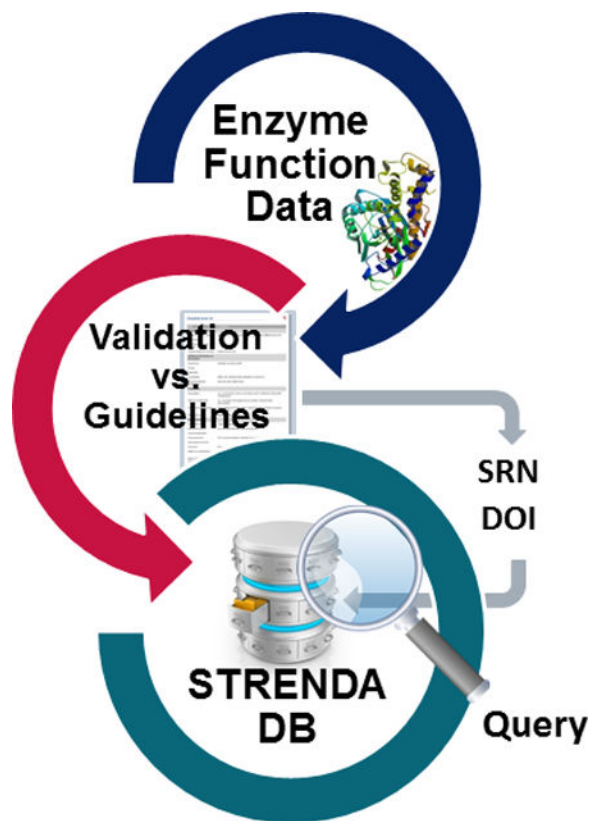 Enzyme
Function
Data
Validation
vs.
Guidelines
SRN
DOI
STRENDA
DB
Query